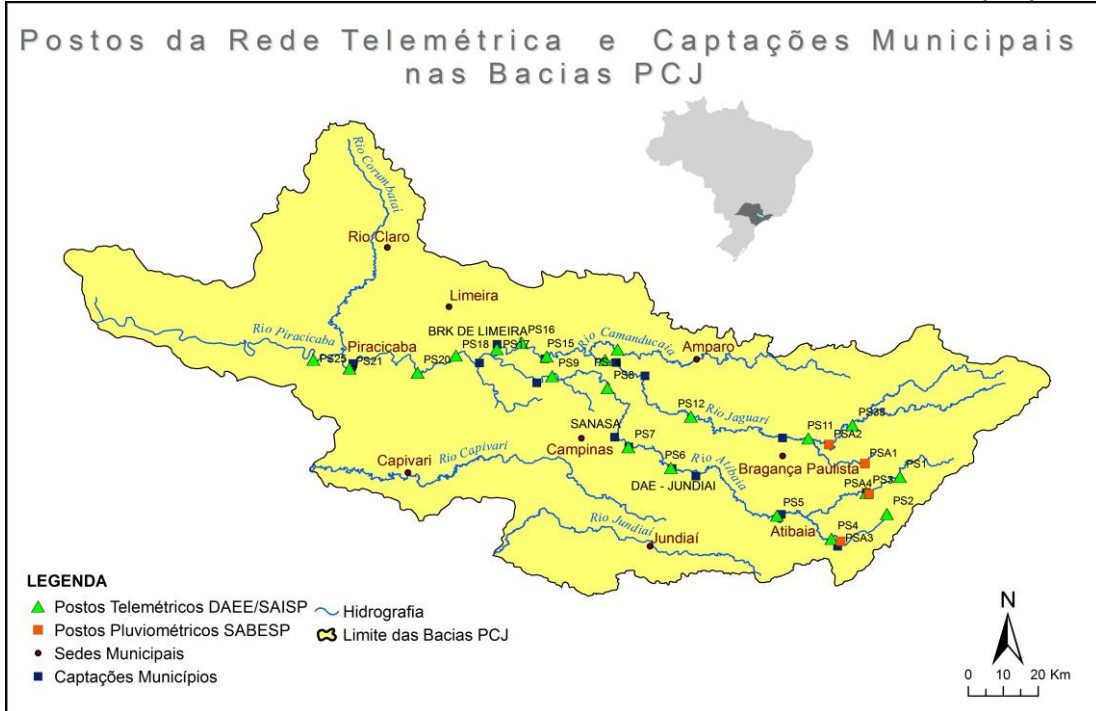 Postos da Rede Telemétrica e Captações Municipais
nas Bacias PCJ
Rio Corumbataí
Rio Claro
Limeira
Rio Piracicaba
Piracicaba
BRK DE LIMEIRA
PS16
PS18
PS17
PS15
Rio Camanducaia
Amparo
PS25
PS21
PS20
PS9
PS8
PS12
Rio Jaguari
PS38
PS11
PSA2
SANASA
Campinas
PS7
Rio Atibaia
Bragança Paulista
PSA1
PS1
PS6
DAE - JUNDIAI
PSA4
PS3
Capivari
Rio Capivari
PS5
PS2
Atibaia
PS4
PSA3
Rio Jundiaí
Jundiaí
LEGENDA
Postos Telemétricos DAEE/SAISP
Hidrografia
Postos Pluviométricos SABESP
Limite das Bacias PCJ
Sedes Municipais
Captações Municípios
N
0 10 20 Km